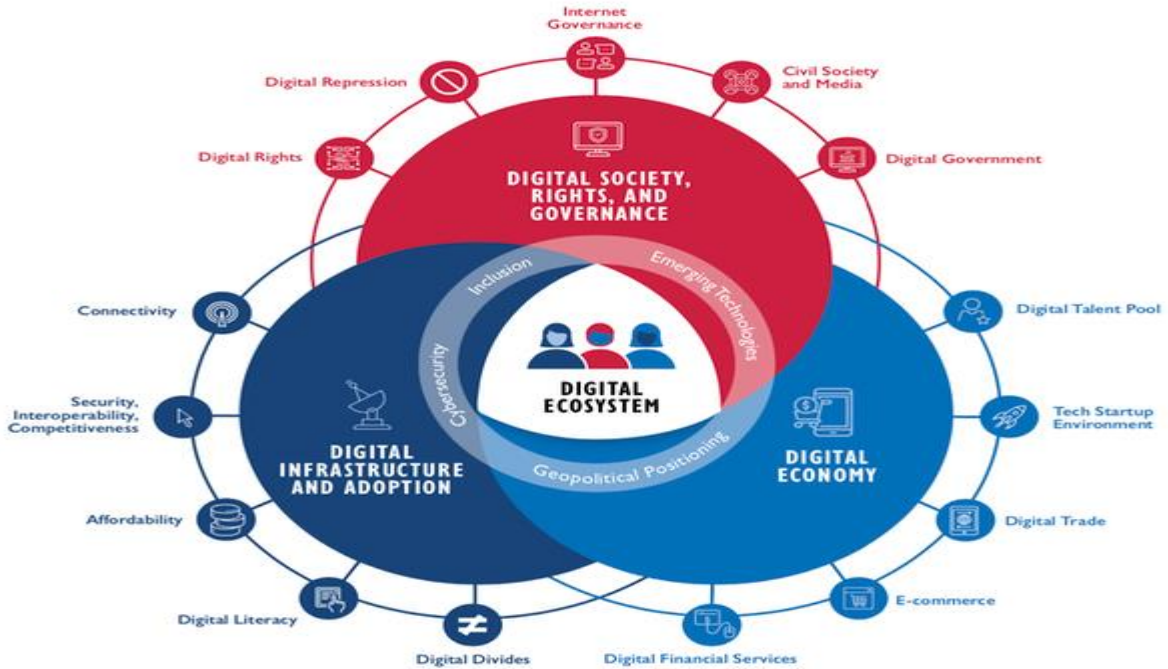 Internet
Governance
Digital Repression
Civil Society
and Media
Digital Rights
Digital Government
DIGITAL SOCIETY,
RIGHTS, AND
GOVERNANCE
Inclusion
Emerging Technologies
Cybersecurity
Geopolitical Positioning
DIGITAL
ECOSYSTEM
Connectivity
Security,
Interoperability,
Competitiveness
Affordability
Digital Literacy
Digital Divides
DIGITAL
INFRASTRUCTURE
AND ADOPTION
DIGITAL
ECONOMY
Digital Talent Pool
Tech Startup
Environment
Digital Trade
E-commerce
Digital Financial Services